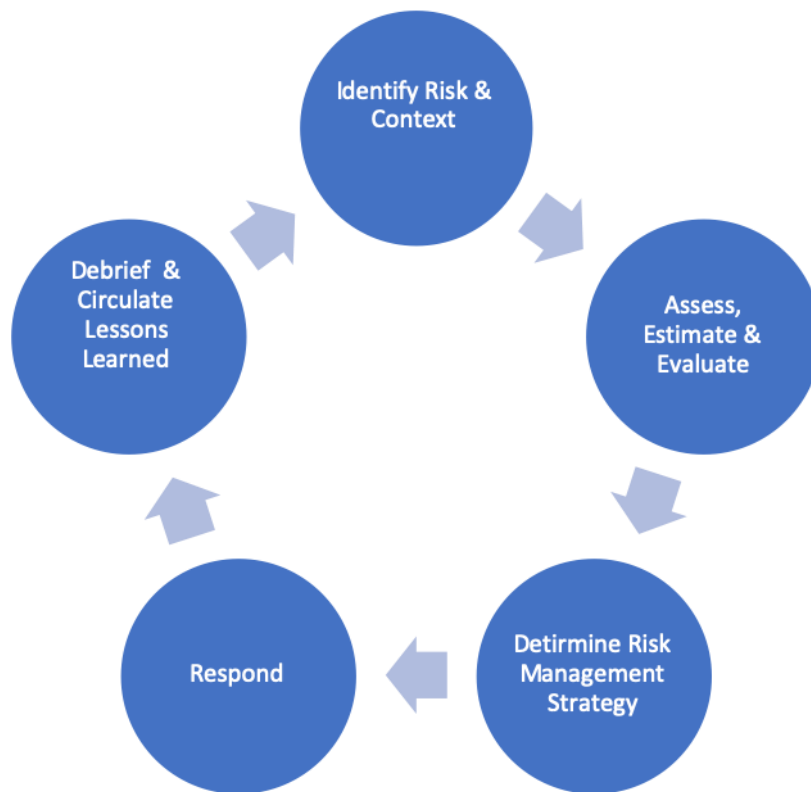 Identify Risk &
Context
Assess,
Estimate &
Evaluate
Detirmine Risk
Management
Strategy
Respond
Debrief &
Circulate
Lessons
Learned